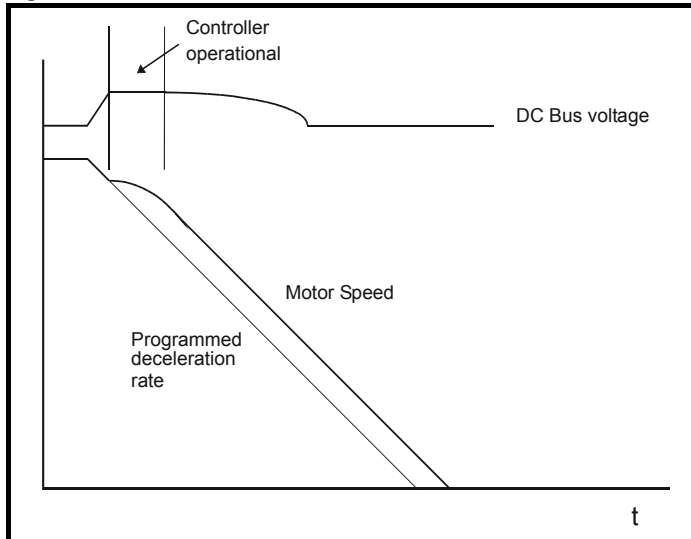 Controller
operational
DC Bus voltage
Motor Speed
Programmed
deceleration
rate
t